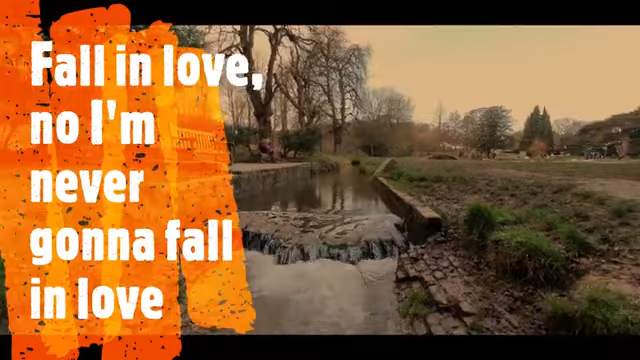 Fall in love,
no I'm
never
gonna fall
in love